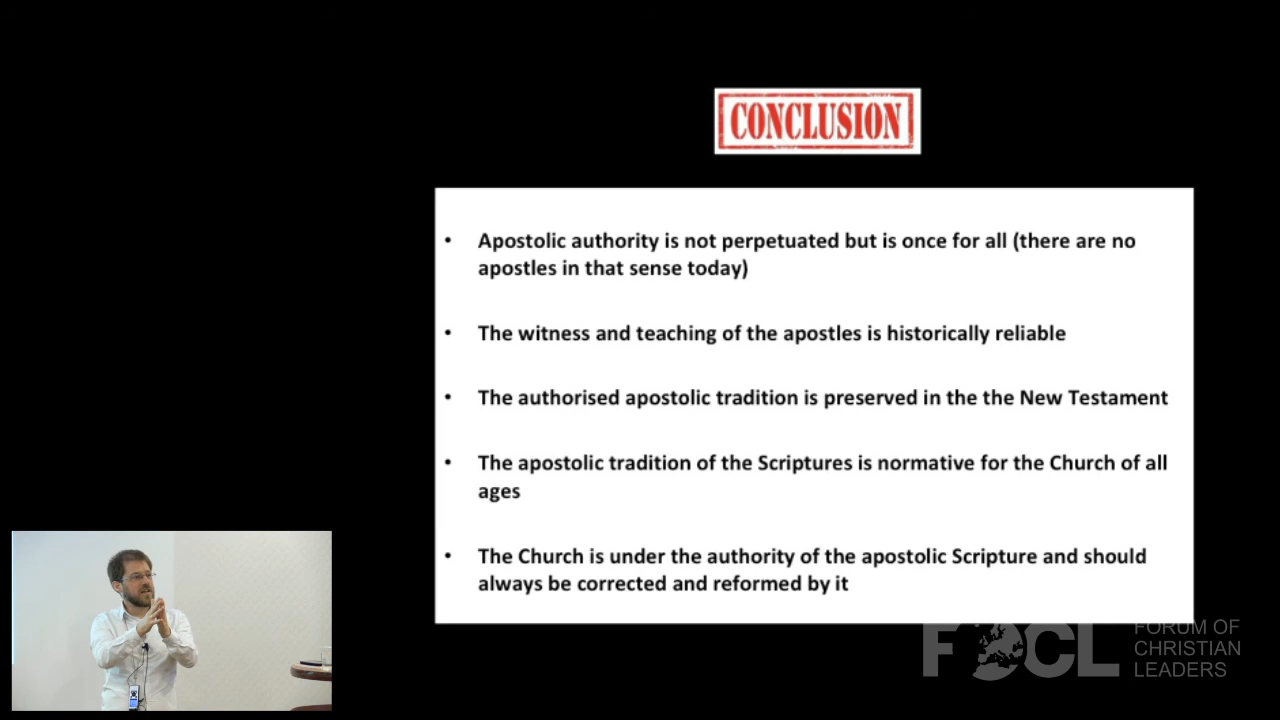 CONCLUSION
• Apostolic authority is not perpetuated but is once for all (there are no
apostles in that sense today)
• The witness and teaching of the apostles is historically reliable
• The authorised apostolic tradition is preserved in the the New Testament
• The apostolic tradition of the Scriptures is normative for the Church of all
ages
• The Church is under the authority of the apostolic Scripture and should
always be corrected and reformed by it
FOCL
FORUM OF
CHRISTIAN
LEADERS